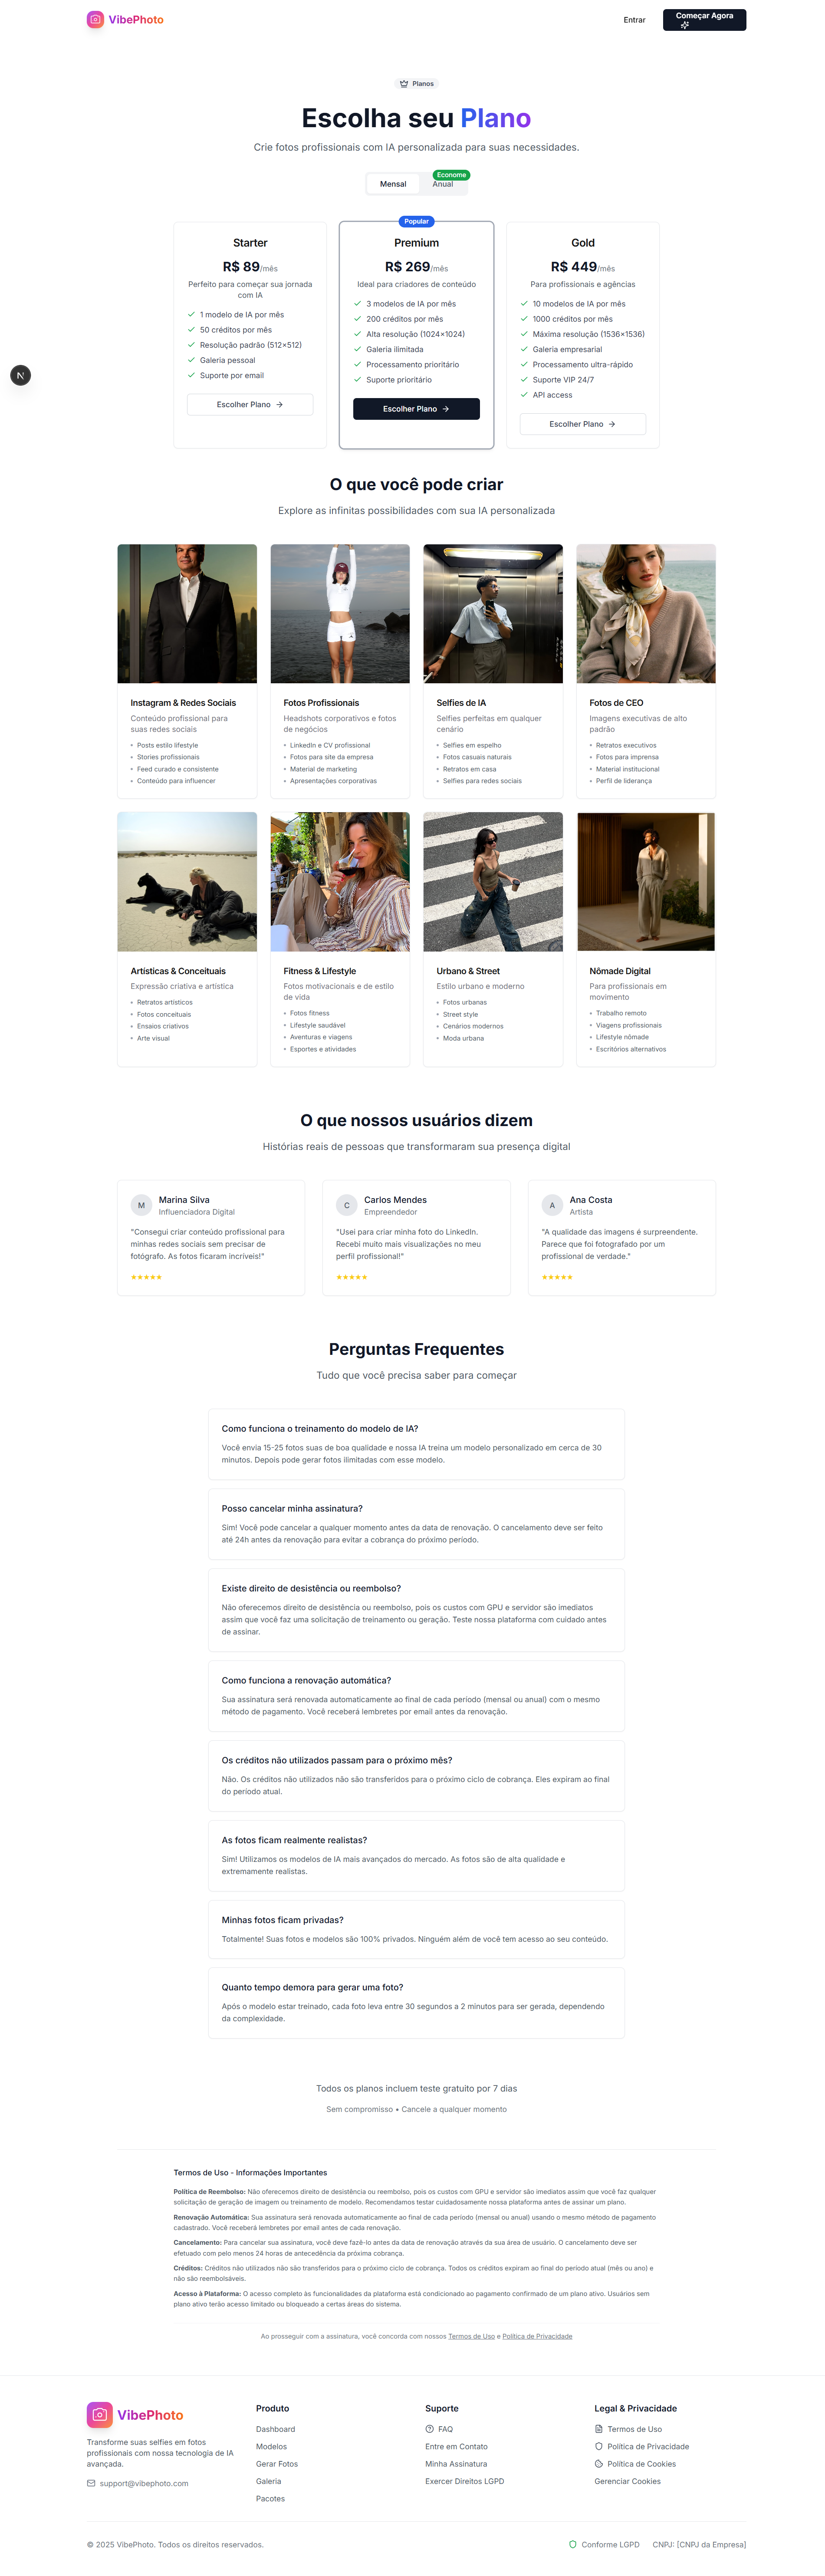 VibePhoto
Entrar
Começar Agora
Planos
Escolha seu Plano
Crie fotos profissionais com IA personalizada para suas necessidades.
Mensal
Anual
Econome
Starter
R$ 89/mês
Perfeito para começar sua jornada
com IA
1 modelo de IA por mês
50 créditos por mês
Resolução padrão (512×512)
Galeria pessoal
Suporte por email
Escolher Plano
Popular
Premium
R$ 269/mês
Ideal para criadores de conteúdo
3 modelos de IA por mês
200 créditos por mês
Alta resolução (1024×1024)
Galeria ilimitada
Processamento prioritário
Suporte prioritário
Escolher Plano
Gold
R$ 449/mês
Para profissionais e agências
10 modelos de IA por mês
1000 créditos por mês
Máxima resolução (1536×1536)
Galeria empresarial
Processamento ultra-rápido
Suporte VIP 24/7
API access
Escolher Plano
N
O que você pode criar
Explore as infinitas possibilidades com sua IA personalizada
Instagram & Redes Sociais
Conteúdo profissional para
suas redes sociais
• Posts estilo lifestyle
• Stories profissionais
• Feed curado e consistente
• Conteúdo para influencer
Fotos Profissionais
Headshots corporativos e fotos
de negócios
• LinkedIn e CV profissional
• Fotos para site da empresa
• Material de marketing
• Apresentações corporativas
Selfies de IA
Selfies perfeitas em qualquer
cenário
• Selfies em espelho
• Fotos casuais naturais
• Retratos em casa
• Selfies para redes sociais
Fotos de CEO
Imagens executivas de alto
padrão
• Retratos executivos
• Fotos para imprensa
• Material institucional
• Perfil de liderança
Artísticas & Conceituais
Expressão criativa e artística
• Retratos artísticos
• Fotos conceituais
• Ensaios criativos
• Arte visual
Fitness & Lifestyle
Fotos motivacionais e de estilo
de vida
• Fotos fitness
• Lifestyle saudável
• Aventuras e viagens
• Esportes e atividades
Urbano & Street
Estilo urbano e moderno
• Fotos urbanas
• Street style
• Cenários modernos
• Moda urbana
Nômade Digital
Para profissionais em
movimento
• Trabalho remoto
• Viagens profissionais
• Lifestyle nômade
• Escritórios alternativos
O que nossos usuários dizem
Histórias reais de pessoas que transformaram sua presença digital
M
Marina Silva
Influenciadora Digital
"Consegui criar conteúdo profissional para
minhas redes sociais sem precisar de
fotógrafo. As fotos ficaram incríveis!"
★★★★★
C
Carlos Mendes
Empreendedor
"Usei para criar minha foto do LinkedIn.
Recebi muito mais visualizações no meu
perfil profissional!"
★★★★★
A
Ana Costa
Artista
"A qualidade das imagens é surpreendente.
Parece que foi fotografado por um
profissional de verdade."
★★★★★
Perguntas Frequentes
Tudo que você precisa saber para começar
Como funciona o treinamento do modelo de IA?
Você envia 15-25 fotos suas de boa qualidade e nossa IA treina um modelo personalizado em cerca de 30
minutos. Depois pode gerar fotos ilimitadas com esse modelo.
Posso cancelar minha assinatura?
Sim! Você pode cancelar a qualquer momento antes da data de renovação. O cancelamento deve ser feito
até 24h antes da renovação para evitar a cobrança do próximo período.
Existe direito de desistência ou reembolso?
Não oferecemos direito de desistência ou reembolso, pois os custos com GPU e servidor são imediatos
assim que você faz uma solicitação de treinamento ou geração. Teste nossa plataforma com cuidado antes
de assinar.
Como funciona a renovação automática?
Sua assinatura será renovada automaticamente ao final de cada período (mensal ou anual) com o mesmo
método de pagamento. Você receberá lembretes por email antes da renovação.
Os créditos não utilizados passam para o próximo mês?
Não. Os créditos não utilizados não são transferidos para o próximo ciclo de cobrança. Eles expiram ao final
do período atual.
As fotos ficam realmente realistas?
Sim! Utilizamos os modelos de IA mais avançados do mercado. As fotos são de alta qualidade e
extremamente realistas.
Minhas fotos ficam privadas?
Totalmente! Suas fotos e modelos são 100% privados. Ninguém além de você tem acesso ao seu conteúdo.
Quanto tempo demora para gerar uma foto?
Após o modelo estar treinado, cada foto leva entre 30 segundos a 2 minutos para ser gerada, dependendo
da complexidade.
Todos os planos incluem teste gratuito por 7 dias
Sem compromisso • Cancele a qualquer momento
Termos de Uso - Informações Importantes
Política de Reembolso: Não oferecemos direito de desistência ou reembolso, pois os custos com GPU e servidor são imediatos assim que você faz qualquer
solicitação de geração de imagem ou treinamento de modelo. Recomendamos testar cuidadosamente nossa plataforma antes de assinar um plano.
Renovação Automática: Sua assinatura será renovada automaticamente ao final de cada período (mensal ou anual) usando o mesmo método de pagamento
cadastrado. Você receberá lembretes por email antes de cada renovação.
Cancelamento: Para cancelar sua assinatura, você deve fazê-lo antes da data de renovação através da sua área de usuário. O cancelamento deve ser
efetuado com pelo menos 24 horas de antecedência da próxima cobrança.
Créditos: Créditos não utilizados não são transferidos para o próximo ciclo de cobrança. Todos os créditos expiram ao final do período atual (mês ou ano) e
não são reembolsáveis.
Acesso à Plataforma: O acesso completo às funcionalidades da plataforma está condicionado ao pagamento confirmado de um plano ativo. Usuários sem
plano ativo terão acesso limitado ou bloqueado a certas áreas do sistema.
Ao prosseguir com a assinatura, você concorda com nossos Termos de Uso e Política de Privacidade
VibePhoto
Transforme suas selfies em fotos
profissionais com nossa tecnologia de IA
avançada.
support@vibephoto.com
Produto
Dashboard
Modelos
Gerar Fotos
Galeria
Pacotes
Suporte
FAQ
Entre em Contato
Minha Assinatura
Exercer Direitos LGPD
Legal & Privacidade
Termos de Uso
Política de Privacidade
Política de Cookies
Gerenciar Cookies
© 2025 VibePhoto. Todos os direitos reservados.
Conforme LGPD
CNPJ: [CNPJ da Empresa]